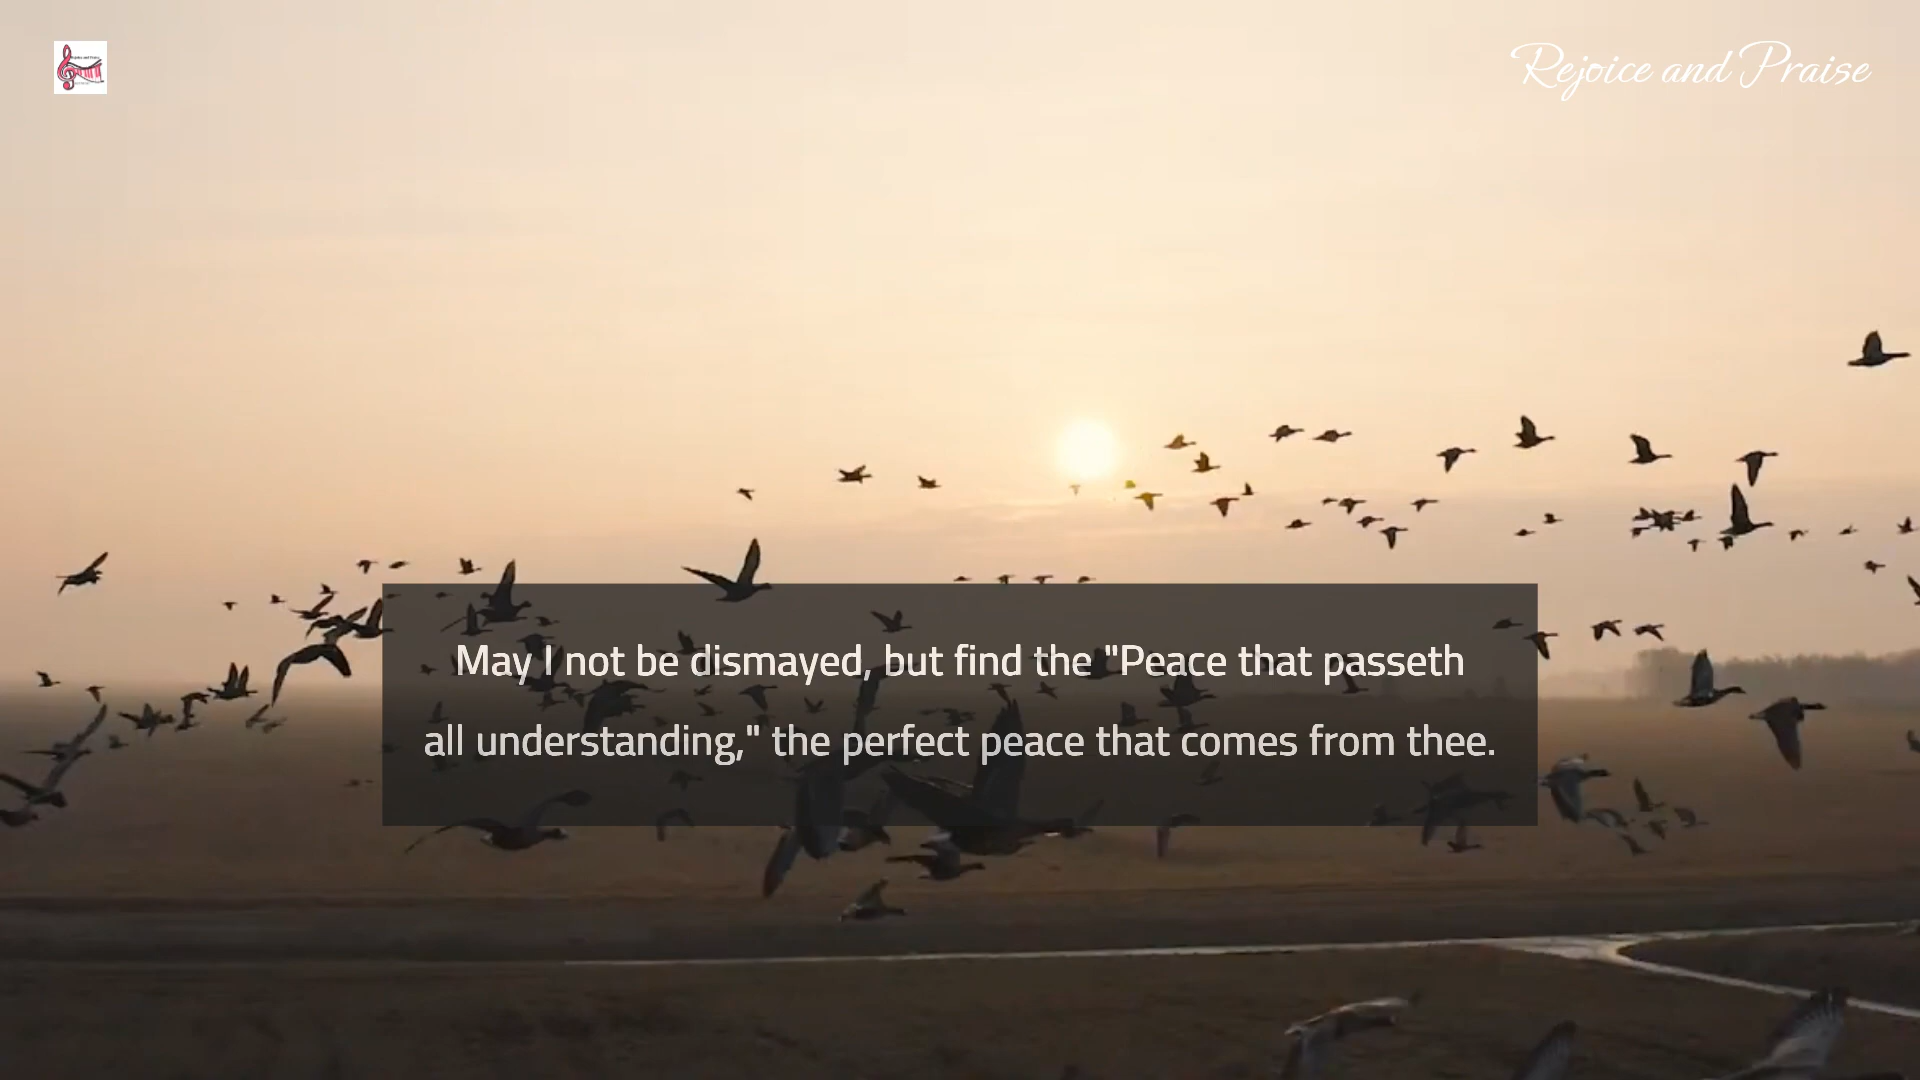 Rejoice and Praise
May I not be dismayed, but find the "Peace that passeth
all understanding," the perfect peace that comes from thee.